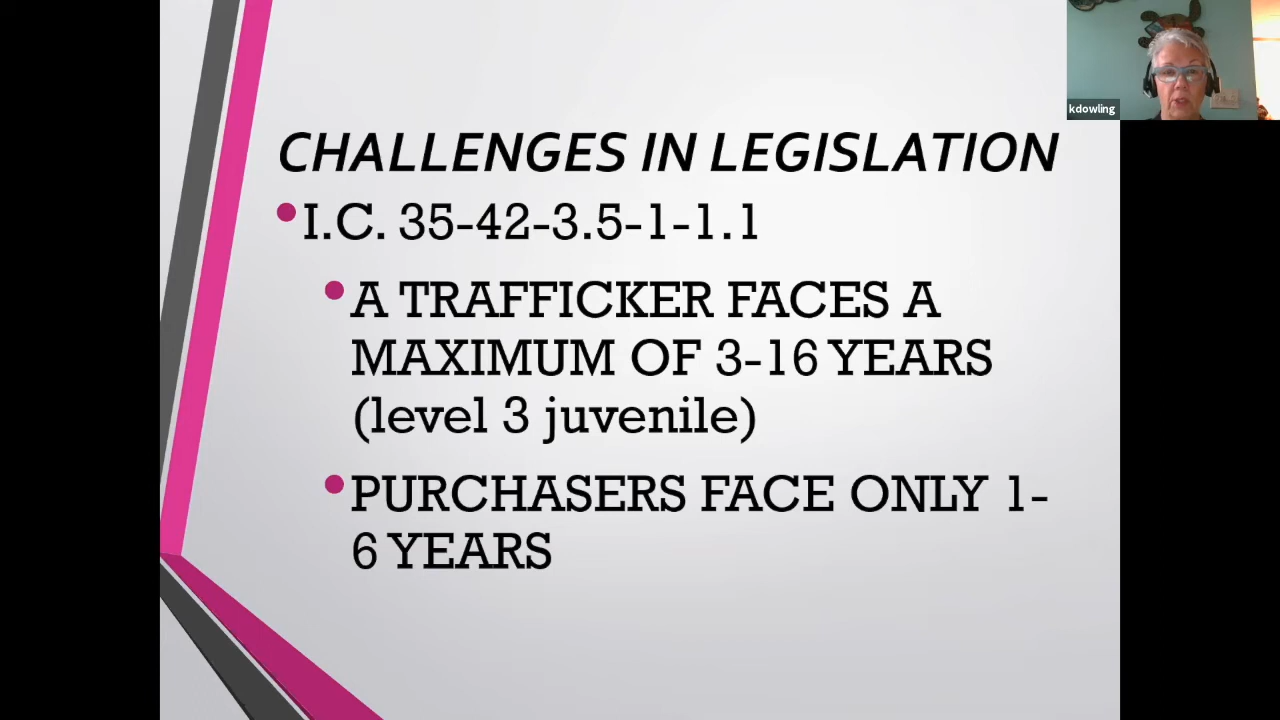 kdowling
CHALLENGES IN LEGISLATION
•I.C. 35-42-3.5-1-1.1
•A TRAFFICKER FACES A
MAXIMUM OF 3-16 YEARS
(level 3 juvenile)
•PURCHASERS FACE ONLY 1-
6 YEARS